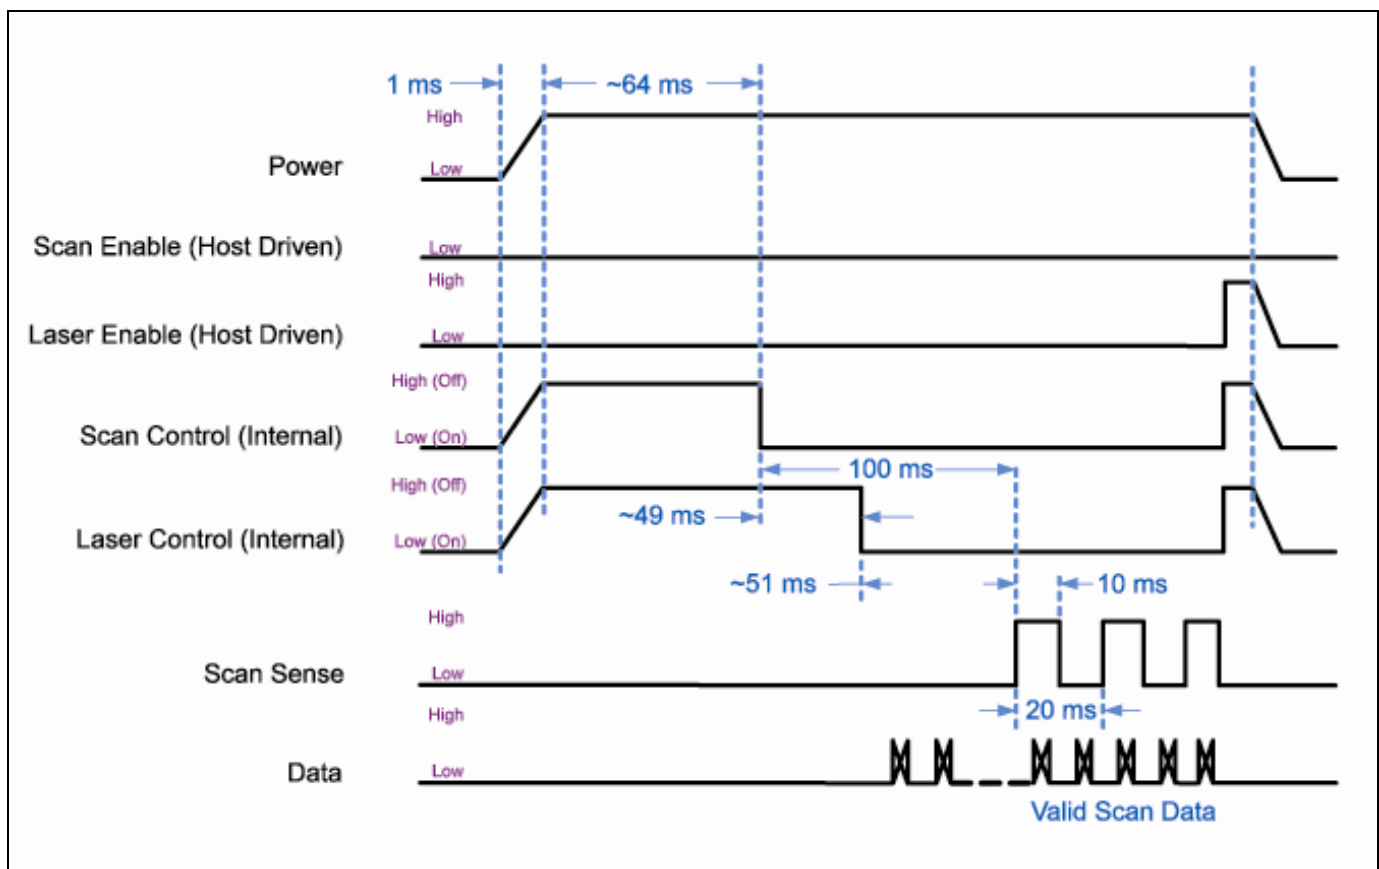 1 ms
~64 ms
High
Power
Low
Scan Enable (Host Driven)
Low
High
Laser Enable (Host Driven)
Low
High (Off)
Scan Control (Internal)
Low (On)
100 ms
High (Off)
~49 ms
Laser Control (Internal)
Low (On)
~51 ms
10 ms
High
Scan Sense
Low
20 ms
High
Data
Low
Valid Scan Data